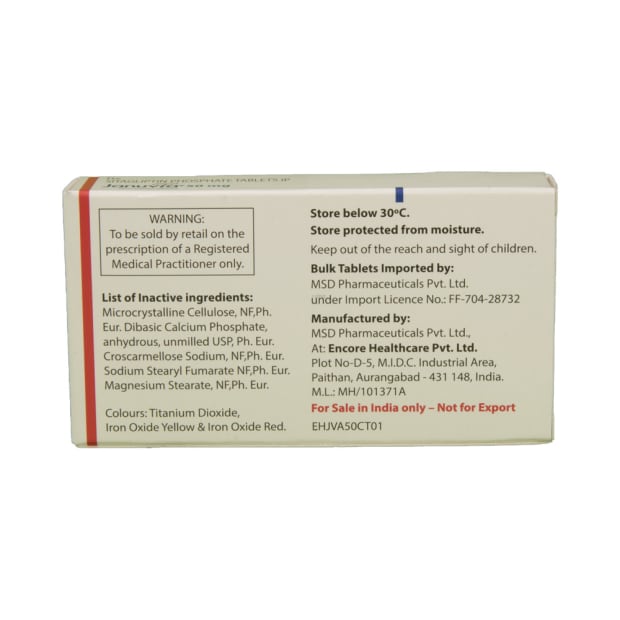 SITAGLIPTIN PHOSPHATE TABLETS IP
Januvia 50 mg
WARNING:
To be sold by retail on the
prescription of a Registered
Medical Practitioner only.
List of Inactive ingredients:
Microcrystalline Cellulose, NF,Ph.
Eur. Dibasic Calcium Phosphate,
anhydrous, unmilled USP, Ph. Eur.
Croscarmellose Sodium, NF,Ph. Eur.
Sodium Stearyl Fumarate NF,Ph. Eur.
Magnesium Stearate, NF,Ph. Eur.
Colours: Titanium Dioxide,
Iron Oxide Yellow & Iron Oxide Red.
Store below 30ºC.
Store protected from moisture.
Keep out of the reach and sight of children.
Bulk Tablets Imported by:
MSD Pharmaceuticals Pvt. Ltd.
under Import Licence No.: FF-704-28732
Manufactured by:
MSD Pharmaceuticals Pvt. Ltd.,
At: Encore Healthcare Pvt. Ltd.
Plot No-D-5, M.I.D.C. Industrial Area,
Paithan, Aurangabad - 431 148, India.
M.L.: MH/101371A
For Sale in India only – Not for Export
EHJVA50CT01